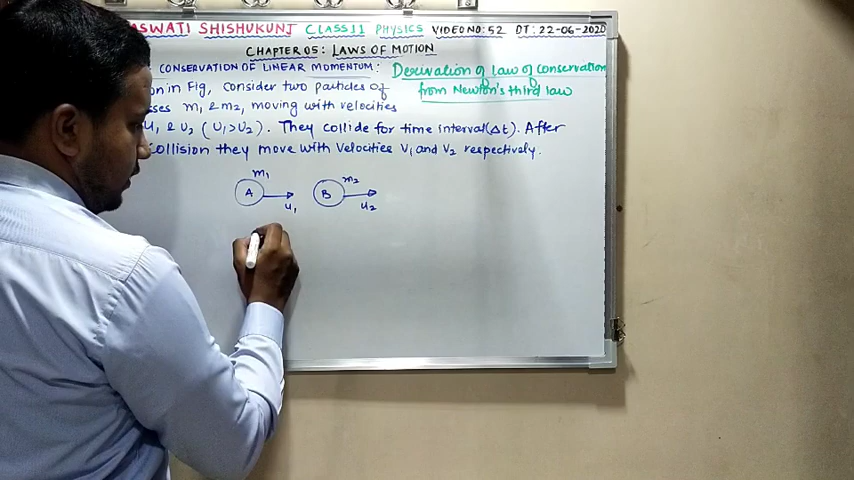 ASWATI SHISHUKUNJ CLASS 11 PHYSICS VIDEO NO: 52 DT: 22-06-2020
CHAPTER 05: LAWS OF MOTION
CONSERVATION OF LINEAR MOMENTUM: Derivation of law of conservation
from Newton's third law
on in Fig, Consider two particles of
ses m₁ & m₂, moving with velocities
u₁ & u₂ (u₁>u₂). They collide for time interval(Δt). After
collision they move with velocities v₁ and v₂ respectively.
m₁ m₂
A B
u₁ u₂